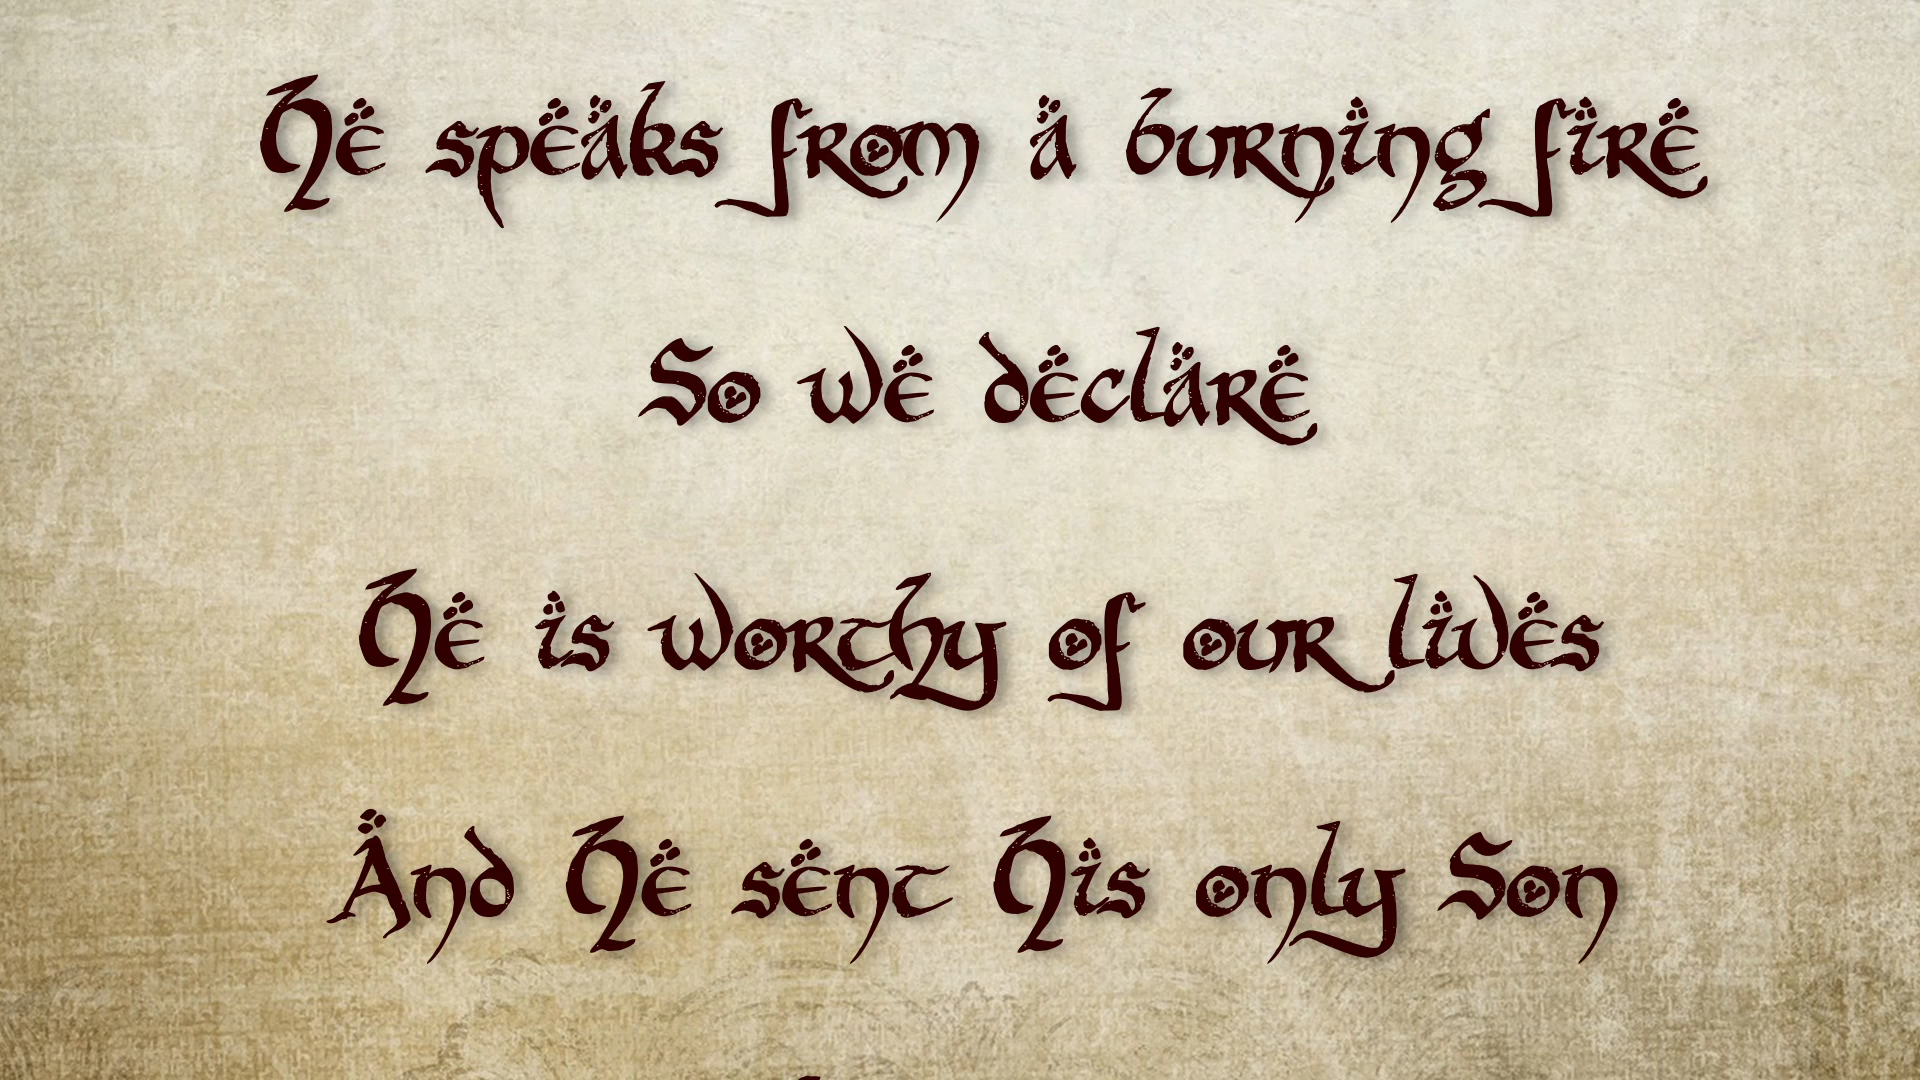 He speaks from a burning fire
So we declare
He is worthy of our lives
And He sent His only Son